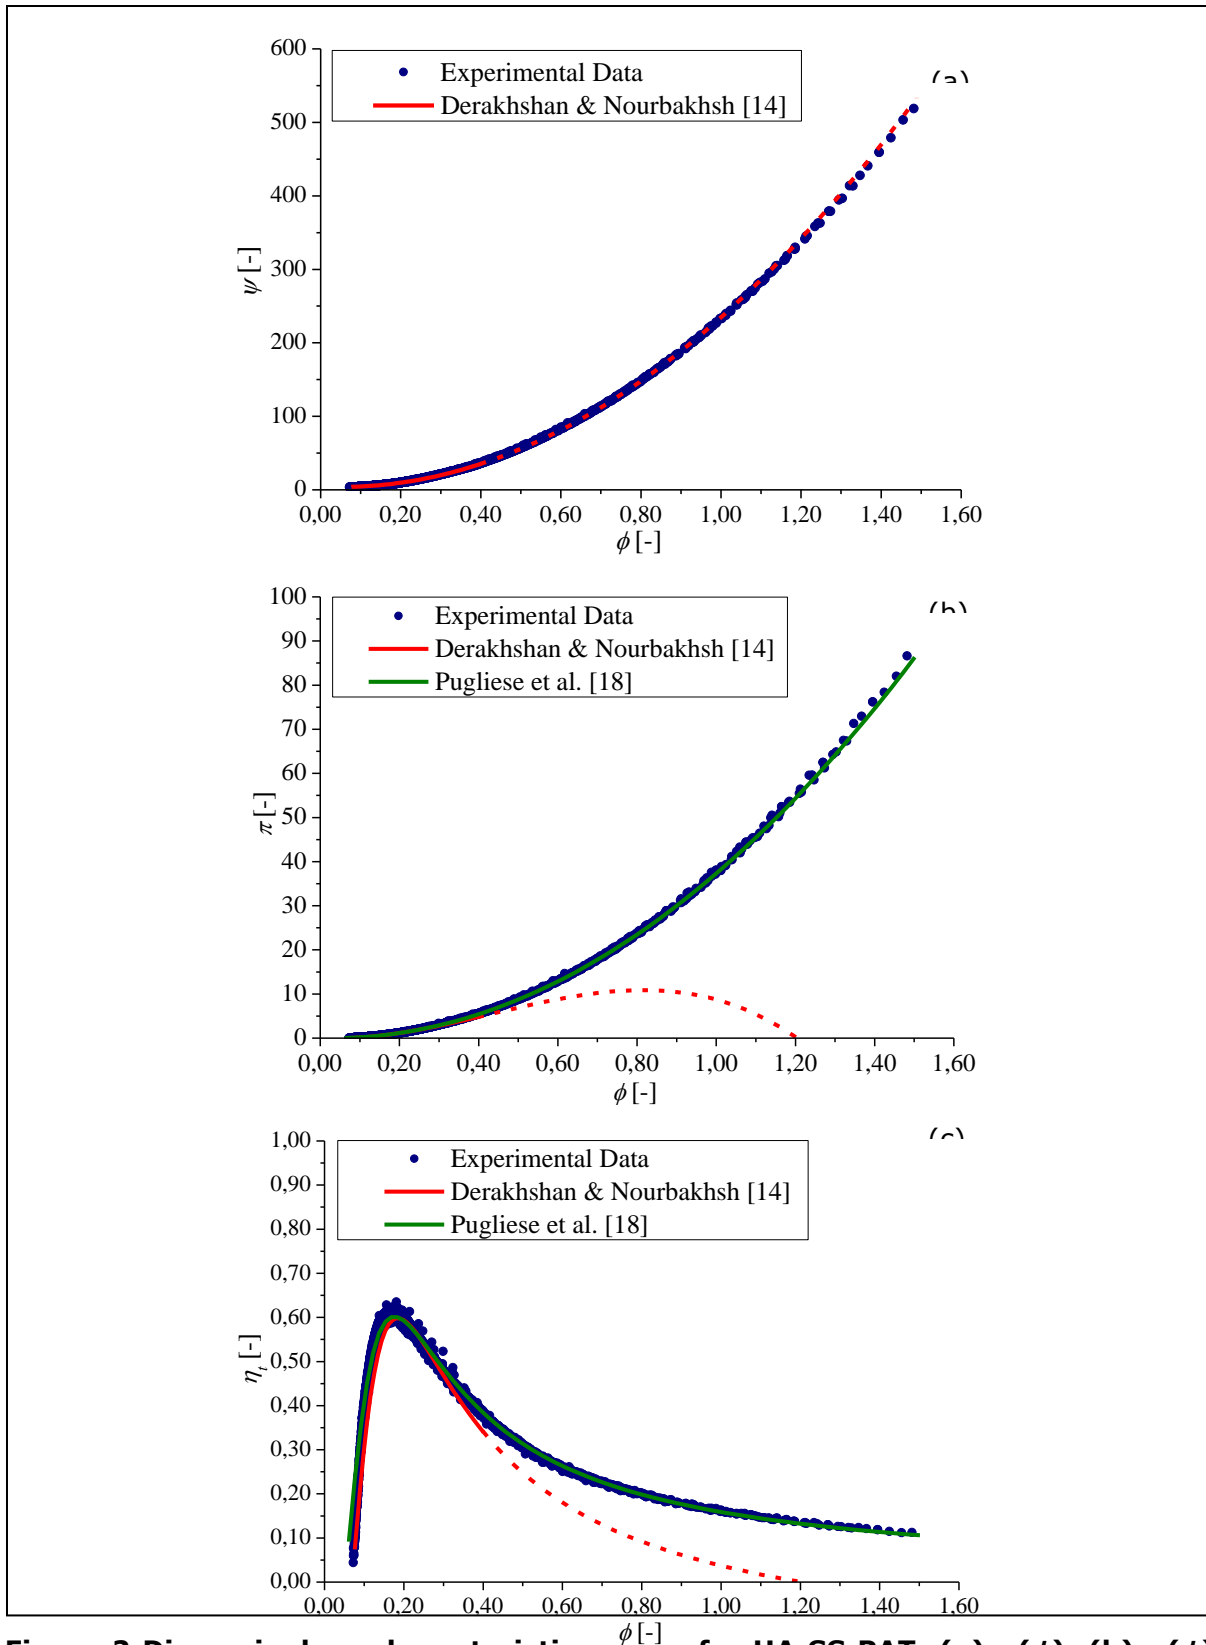 600
500
400
300
200
100
0
ψ [-]
Experimental Data
Derakhshan & Nourbakhsh [14]
(a)
0,00 0,20 0,40 0,60 0,80 1,00 1,20 1,40 1,60
ϕ [-]
100
90
80
70
60
50
40
30
20
10
0
π [-]
Experimental Data
Derakhshan & Nourbakhsh [14]
Pugliese et al. [18]
(b)
0,00 0,20 0,40 0,60 0,80 1,00 1,20 1,40 1,60
ϕ [-]
1,00
0,90
0,80
0,70
0,60
0,50
0,40
0,30
0,20
0,10
0,00
η_t [-]
Experimental Data
Derakhshan & Nourbakhsh [14]
Pugliese et al. [18]
(c)
0,00 0,20 0,40 0,60 0,80 1,00 1,20 1,40 1,60
ϕ [-]